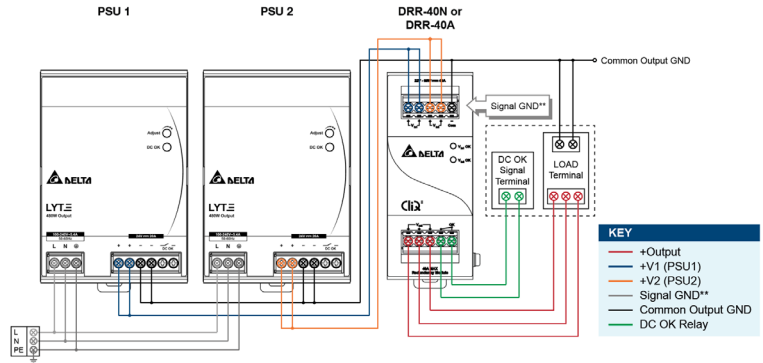 PSU 1
PSU 2
DRR-40N or
DRR-40A
Common Output GND
Signal GND**
Adjust
DC OK
DELTA
LYTE
480W Output
L N
+ + - -
DC OK
Adjust
DC OK
DELTA
LYTE
480W Output
L N
+ + - -
DC OK
DELTA
CliQ
DC OK
Signal
Terminal
LOAD
Terminal
L
N
PE
KEY
+Output
+V1 (PSU1)
+V2 (PSU2)
Signal GND**
Common Output GND
DC OK Relay